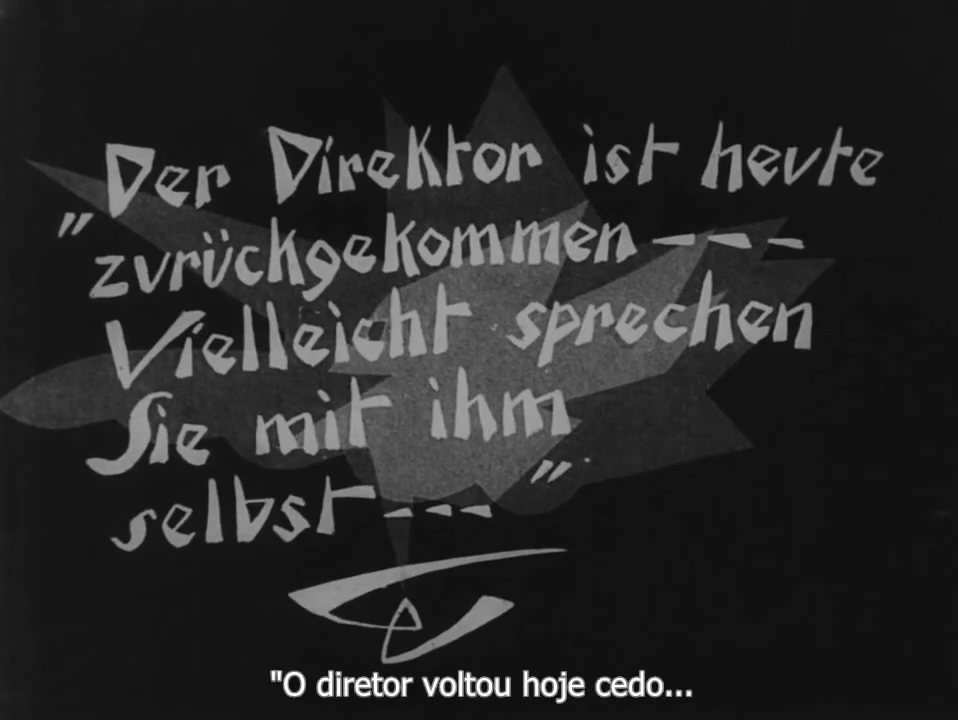 Der Direktor ist heute
"zurückgekommen ---
Vielleicht sprechen
Sie mit ihm
selbst ---"
"O diretor voltou hoje cedo...